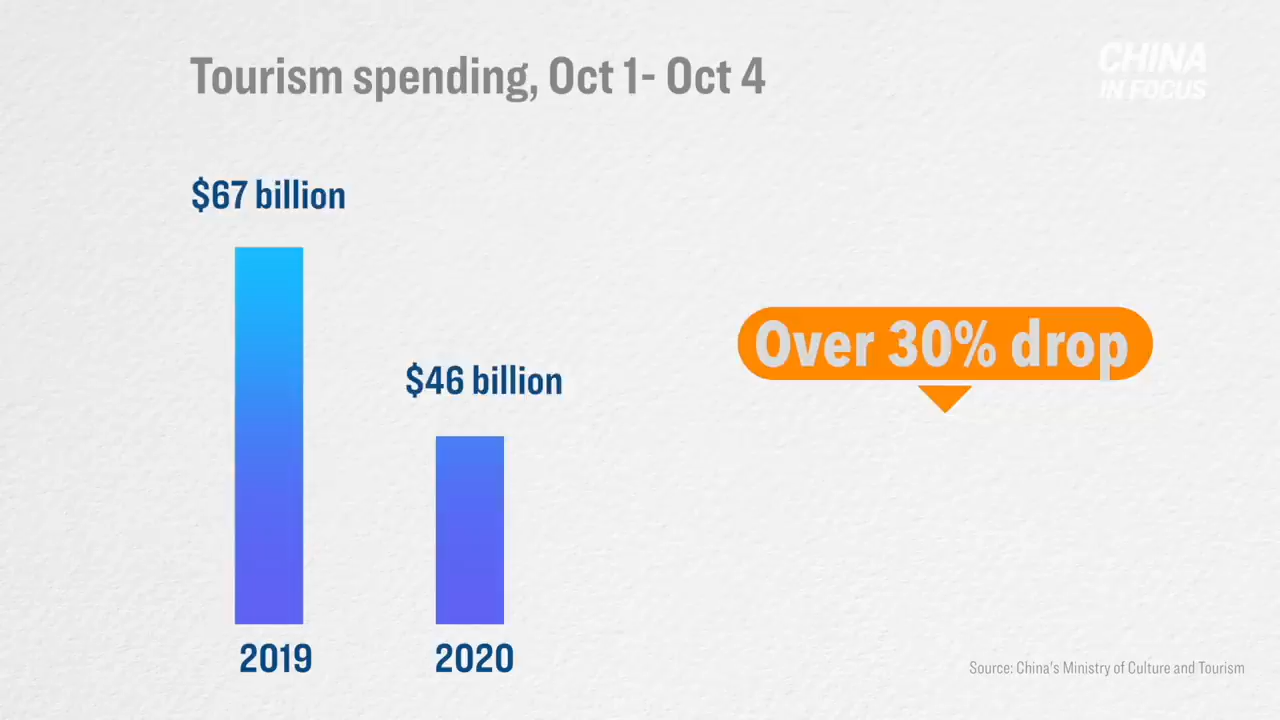 Tourism spending, Oct 1- Oct 4
CHINA
IN FOCUS
$67 billion
$46 billion
Over 30% drop
2019
2020
Source: China's Ministry of Culture and Tourism